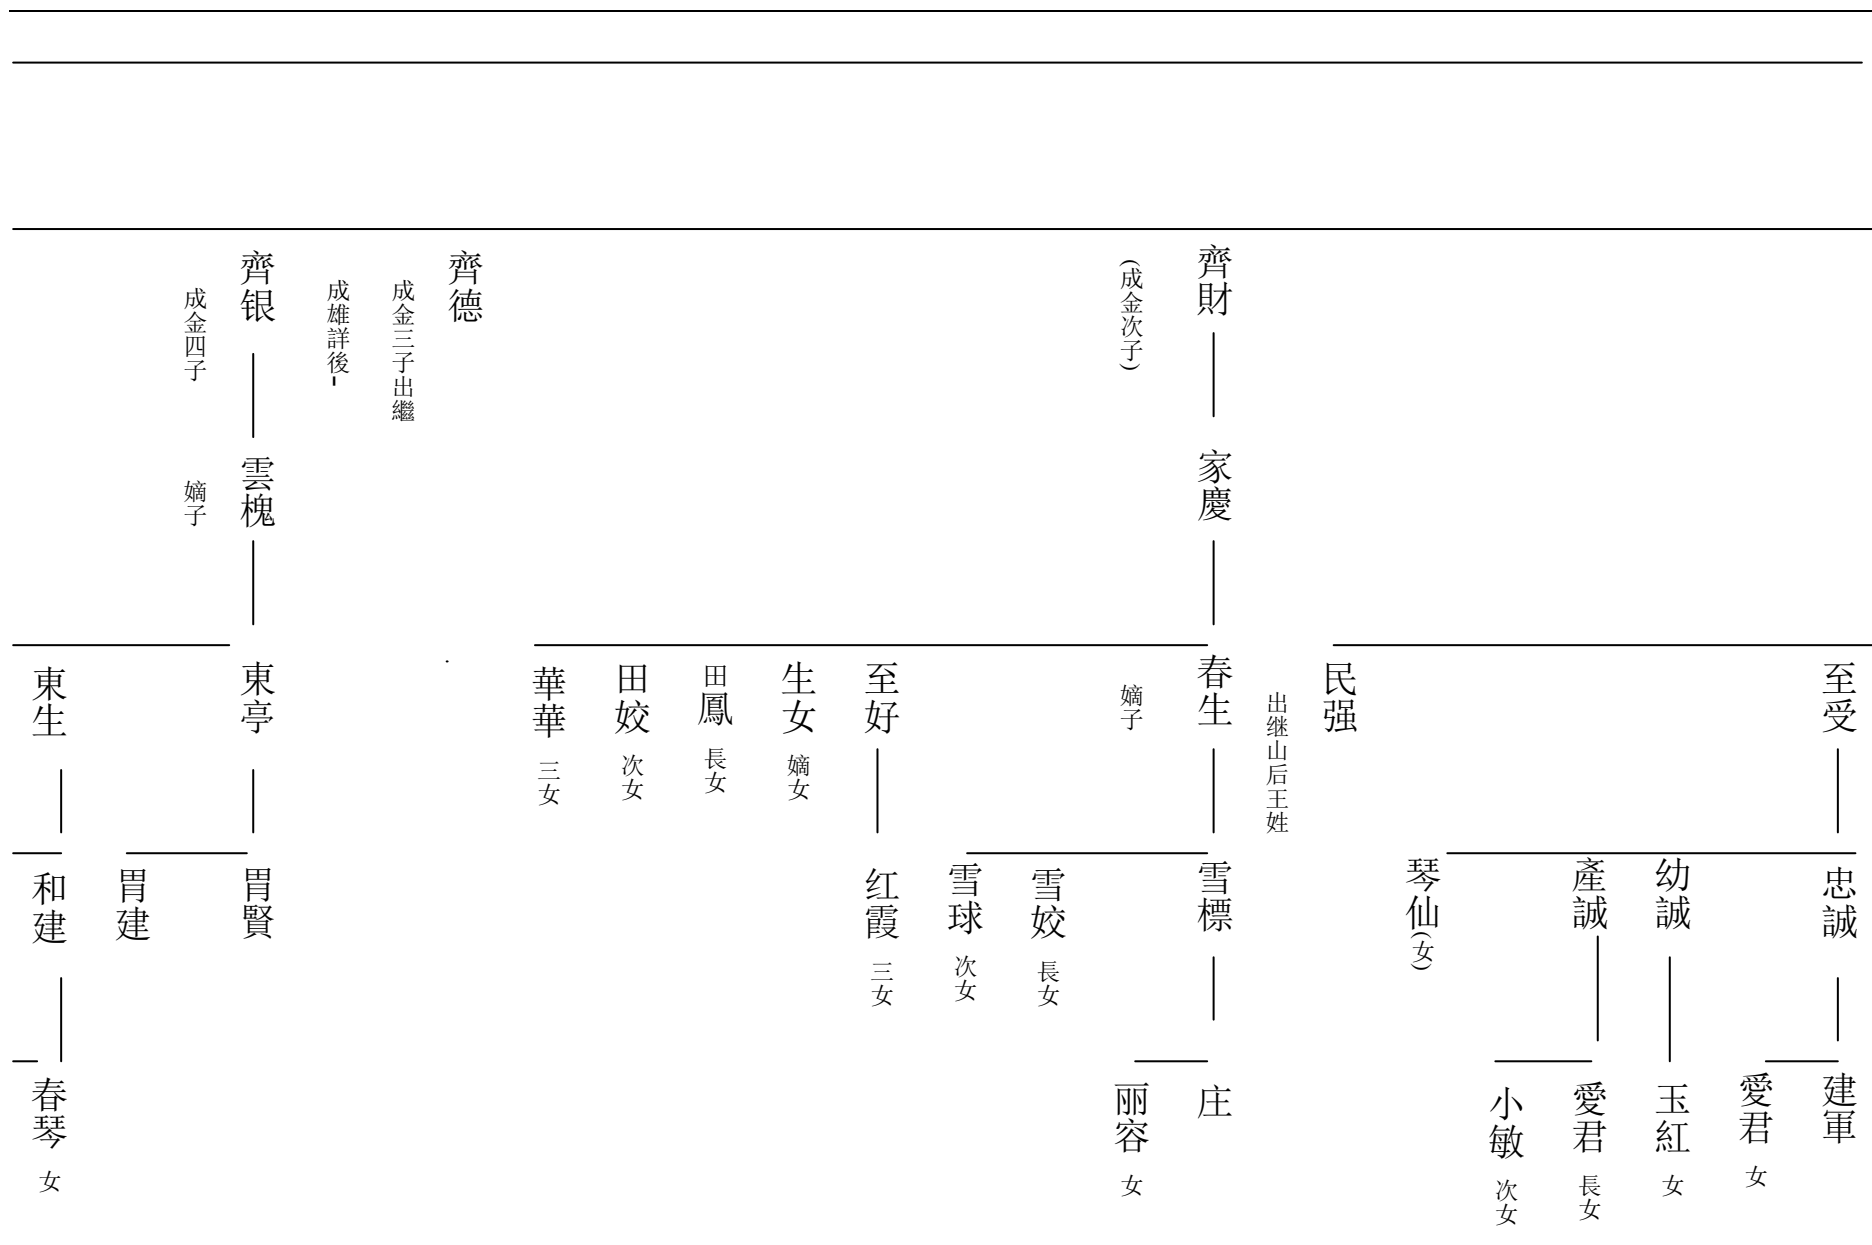 齊財
(成金次子)
齊德
成金三子出繼
成雄詳後-
齊银
成金四子
家慶
雲槐
嫡子
至受
民强
出继山后王姓
春生
嫡子
至好
生女 嫡女
田鳳 長女
田姣 次女
華華 三女
東亭
東生
忠誠
幼誠
產誠
琴仙(女)
雪標
雪姣 長女
雪球 次女
红霞 三女
胃賢
胃建
和建
建軍
愛君 女
玉紅 女
愛君 長女
小敏 次女
庄
丽容 女
春琴 女